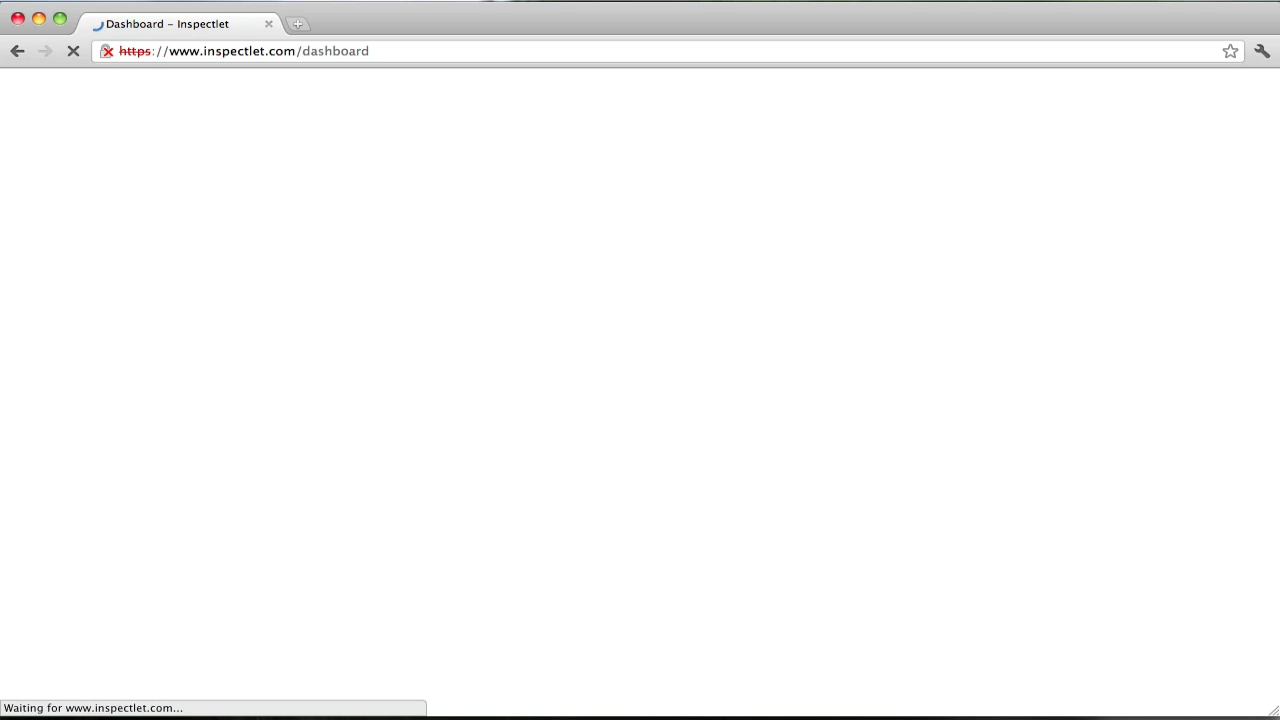 Dashboard - Inspectlet
https://www.inspectlet.com/dashboard
Waiting for www.inspectlet.com...